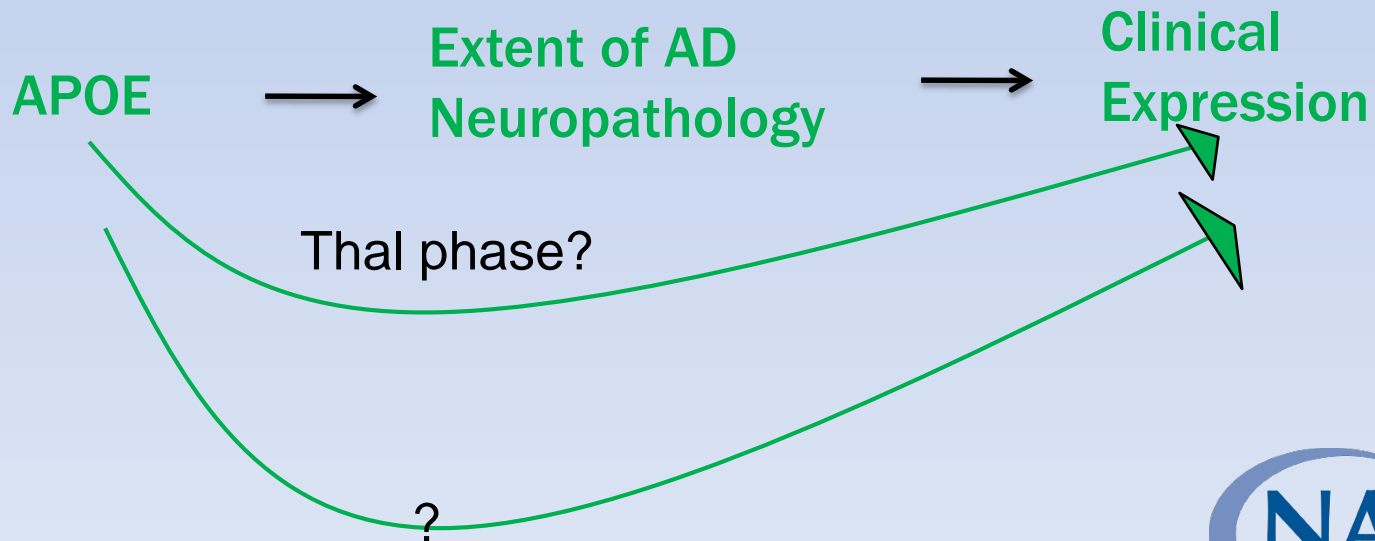 APOE
Extent of AD
Neuropathology
Clinical
Expression
Thal phase?
?